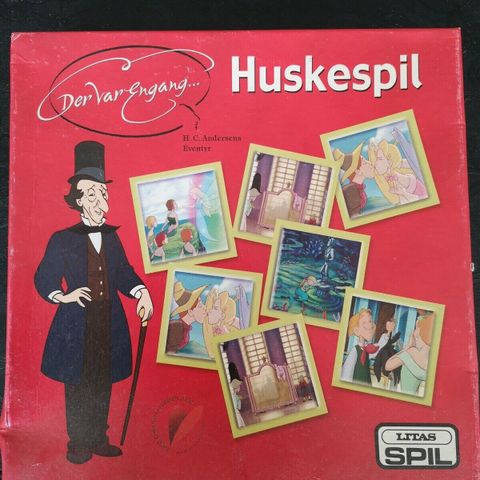 Der var engang...
Huskespil
H. C. Andersens
Eventyr
LITAS
SPIL